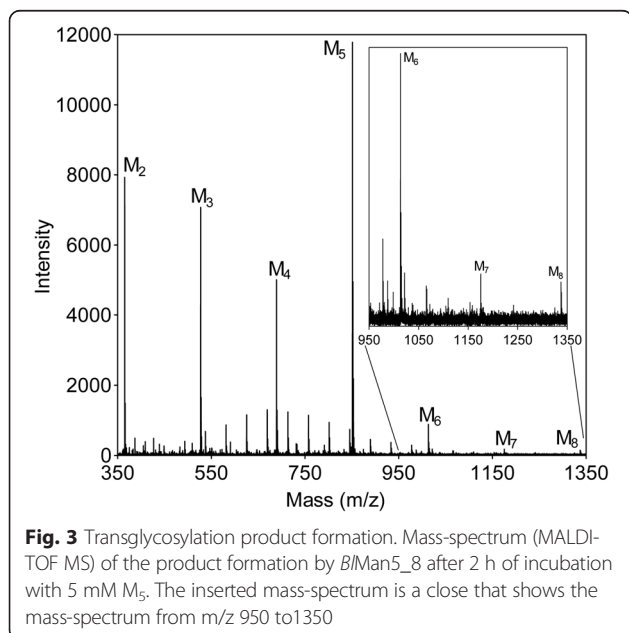 12000
10000
8000
6000
4000
2000
0
Intensity
M₂
M₃
M₄
M₅
M₆
M₇
M₈
M₆
M₇
M₈
950 1050 1150 1250 1350
350 550 750 950 1150 1350
Mass (m/z)
Fig. 3 Transglycosylation product formation. Mass-spectrum (MALDI-
TOF MS) of the product formation by BlMan5_8 after 2 h of incubation
with 5 mM M₅. The inserted mass-spectrum is a close that shows the
mass-spectrum from m/z 950 to1350